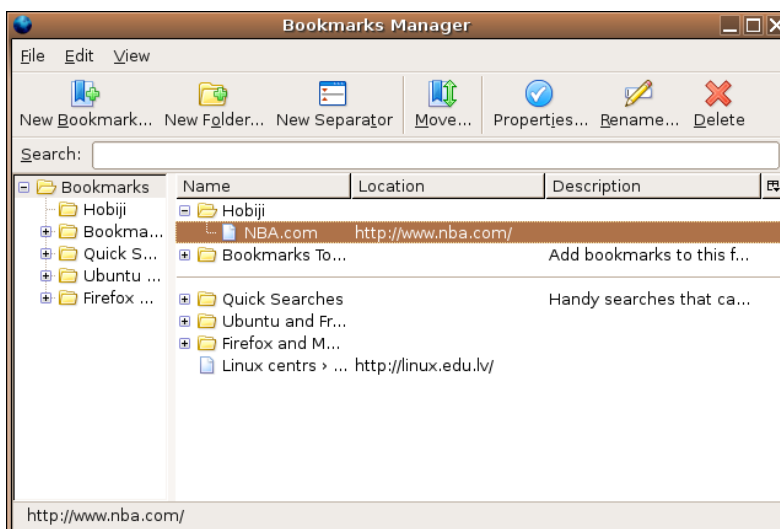 Bookmarks Manager
File Edit View
New Bookmark... New Folder... New Separator Move... Properties... Rename... Delete
Search:
Bookmarks
Hobiji
Bookma...
Quick S...
Ubuntu ...
Firefox ...
Name Location Description
Hobiji
NBA.com http://www.nba.com/
Bookmarks To... Add bookmarks to this f...
Quick Searches Handy searches that ca...
Ubuntu and Fr...
Firefox and M...
Linux centrs › ... http://linux.edu.lv/
http://www.nba.com/